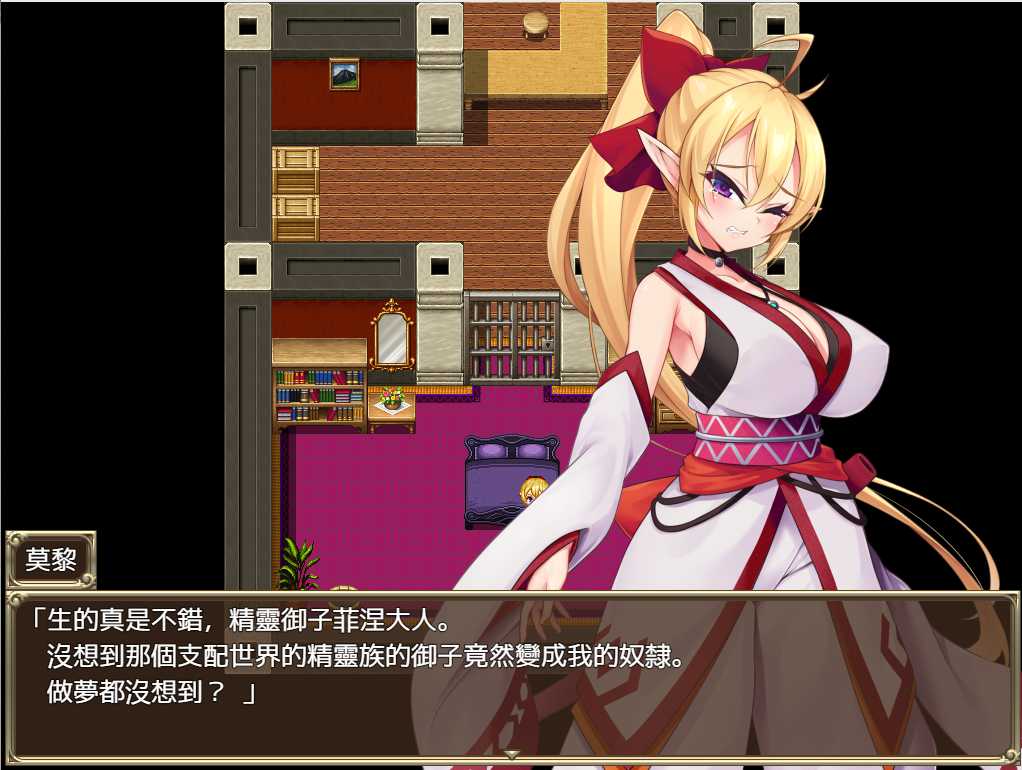 莫黎
「生的真是不錯，精靈御子菲涅大人。
沒想到那個支配世界的精靈族的御子竟然變成我的奴隸。
做夢都沒想到？ 」